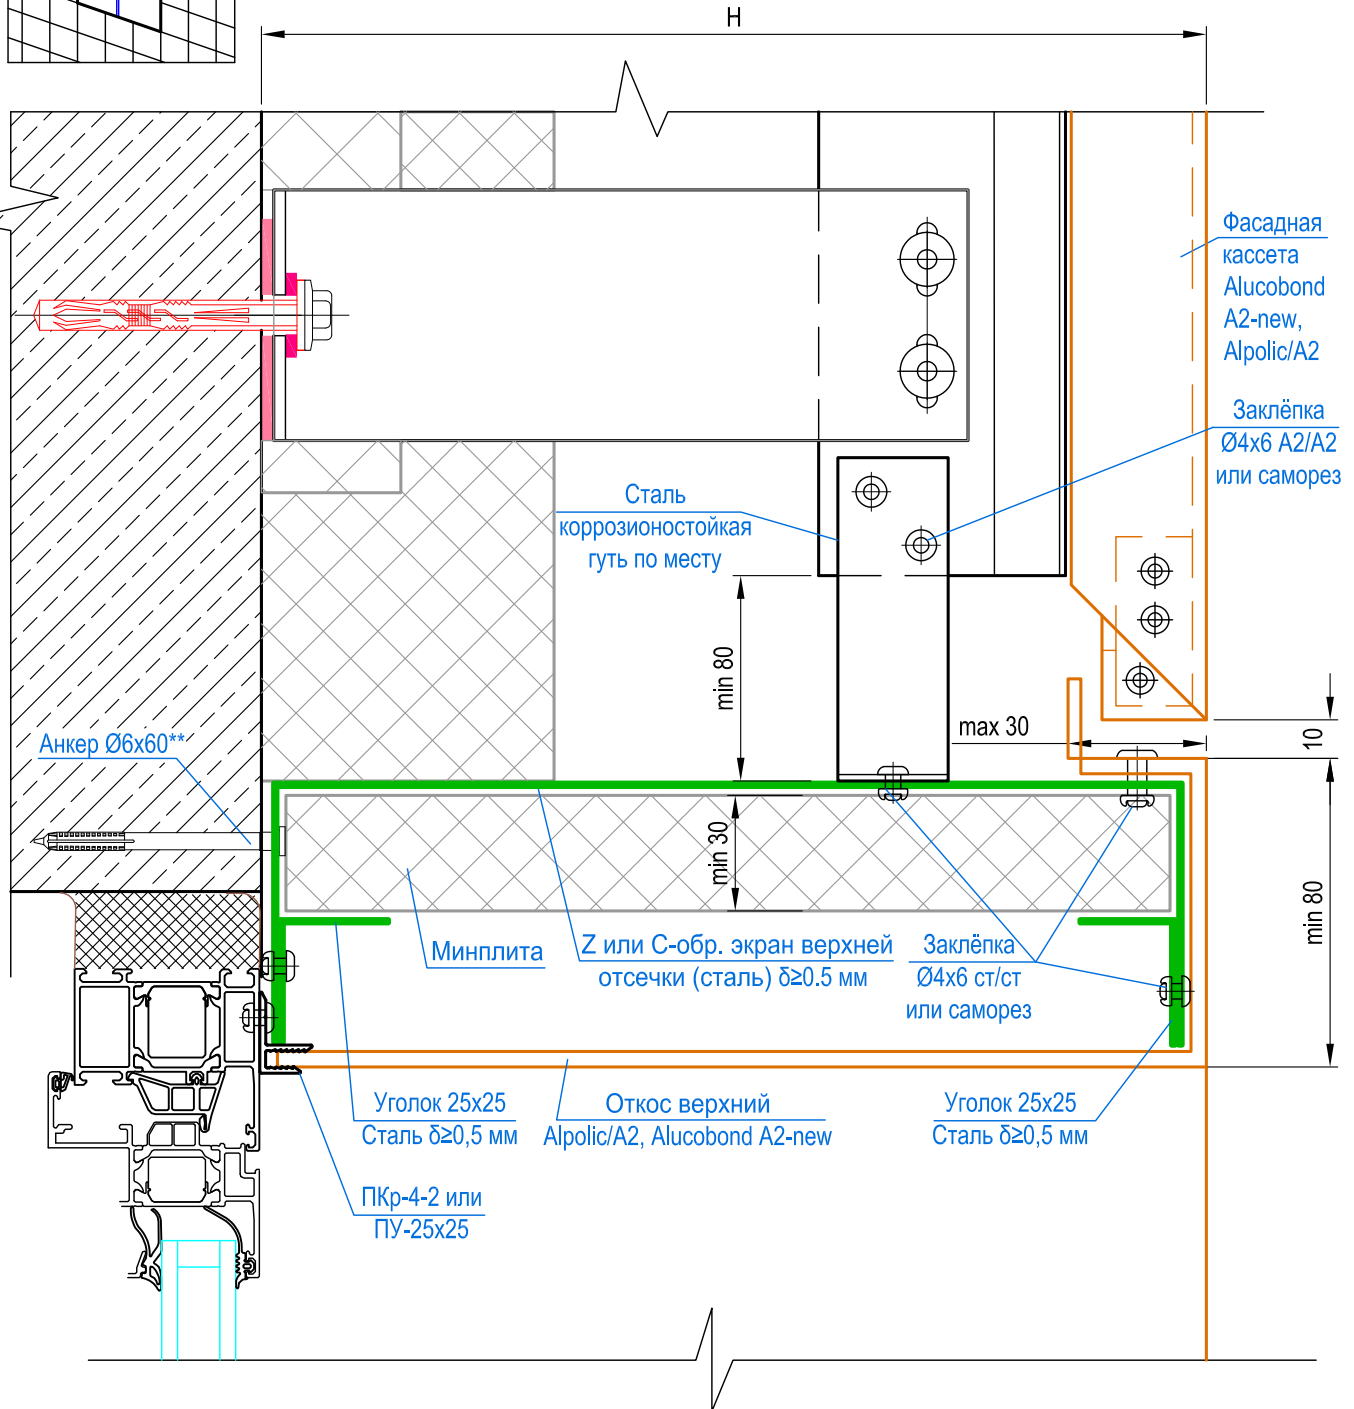 H
Фасадная
кассета
Alucobond
A2-new,
Alpolic/A2
Заклёпка
Ø4x6 A2/A2
или саморез
Сталь
коррозионостойкая
гуть по месту
min 80
max 30
10
Анкер Ø6x60**
min 30
min 80
Минплита
Z или С-обр. экран верхней
отсечки (сталь) δ≥0.5 мм
Заклёпка
Ø4x6 ст/ст
или саморез
Уголок 25x25
Сталь δ≥0,5 мм
Откос верхний
Alpolic/A2, Alucobond A2-new
Уголок 25x25
Сталь δ≥0,5 мм
ПКр-4-2 или
ПУ-25x25